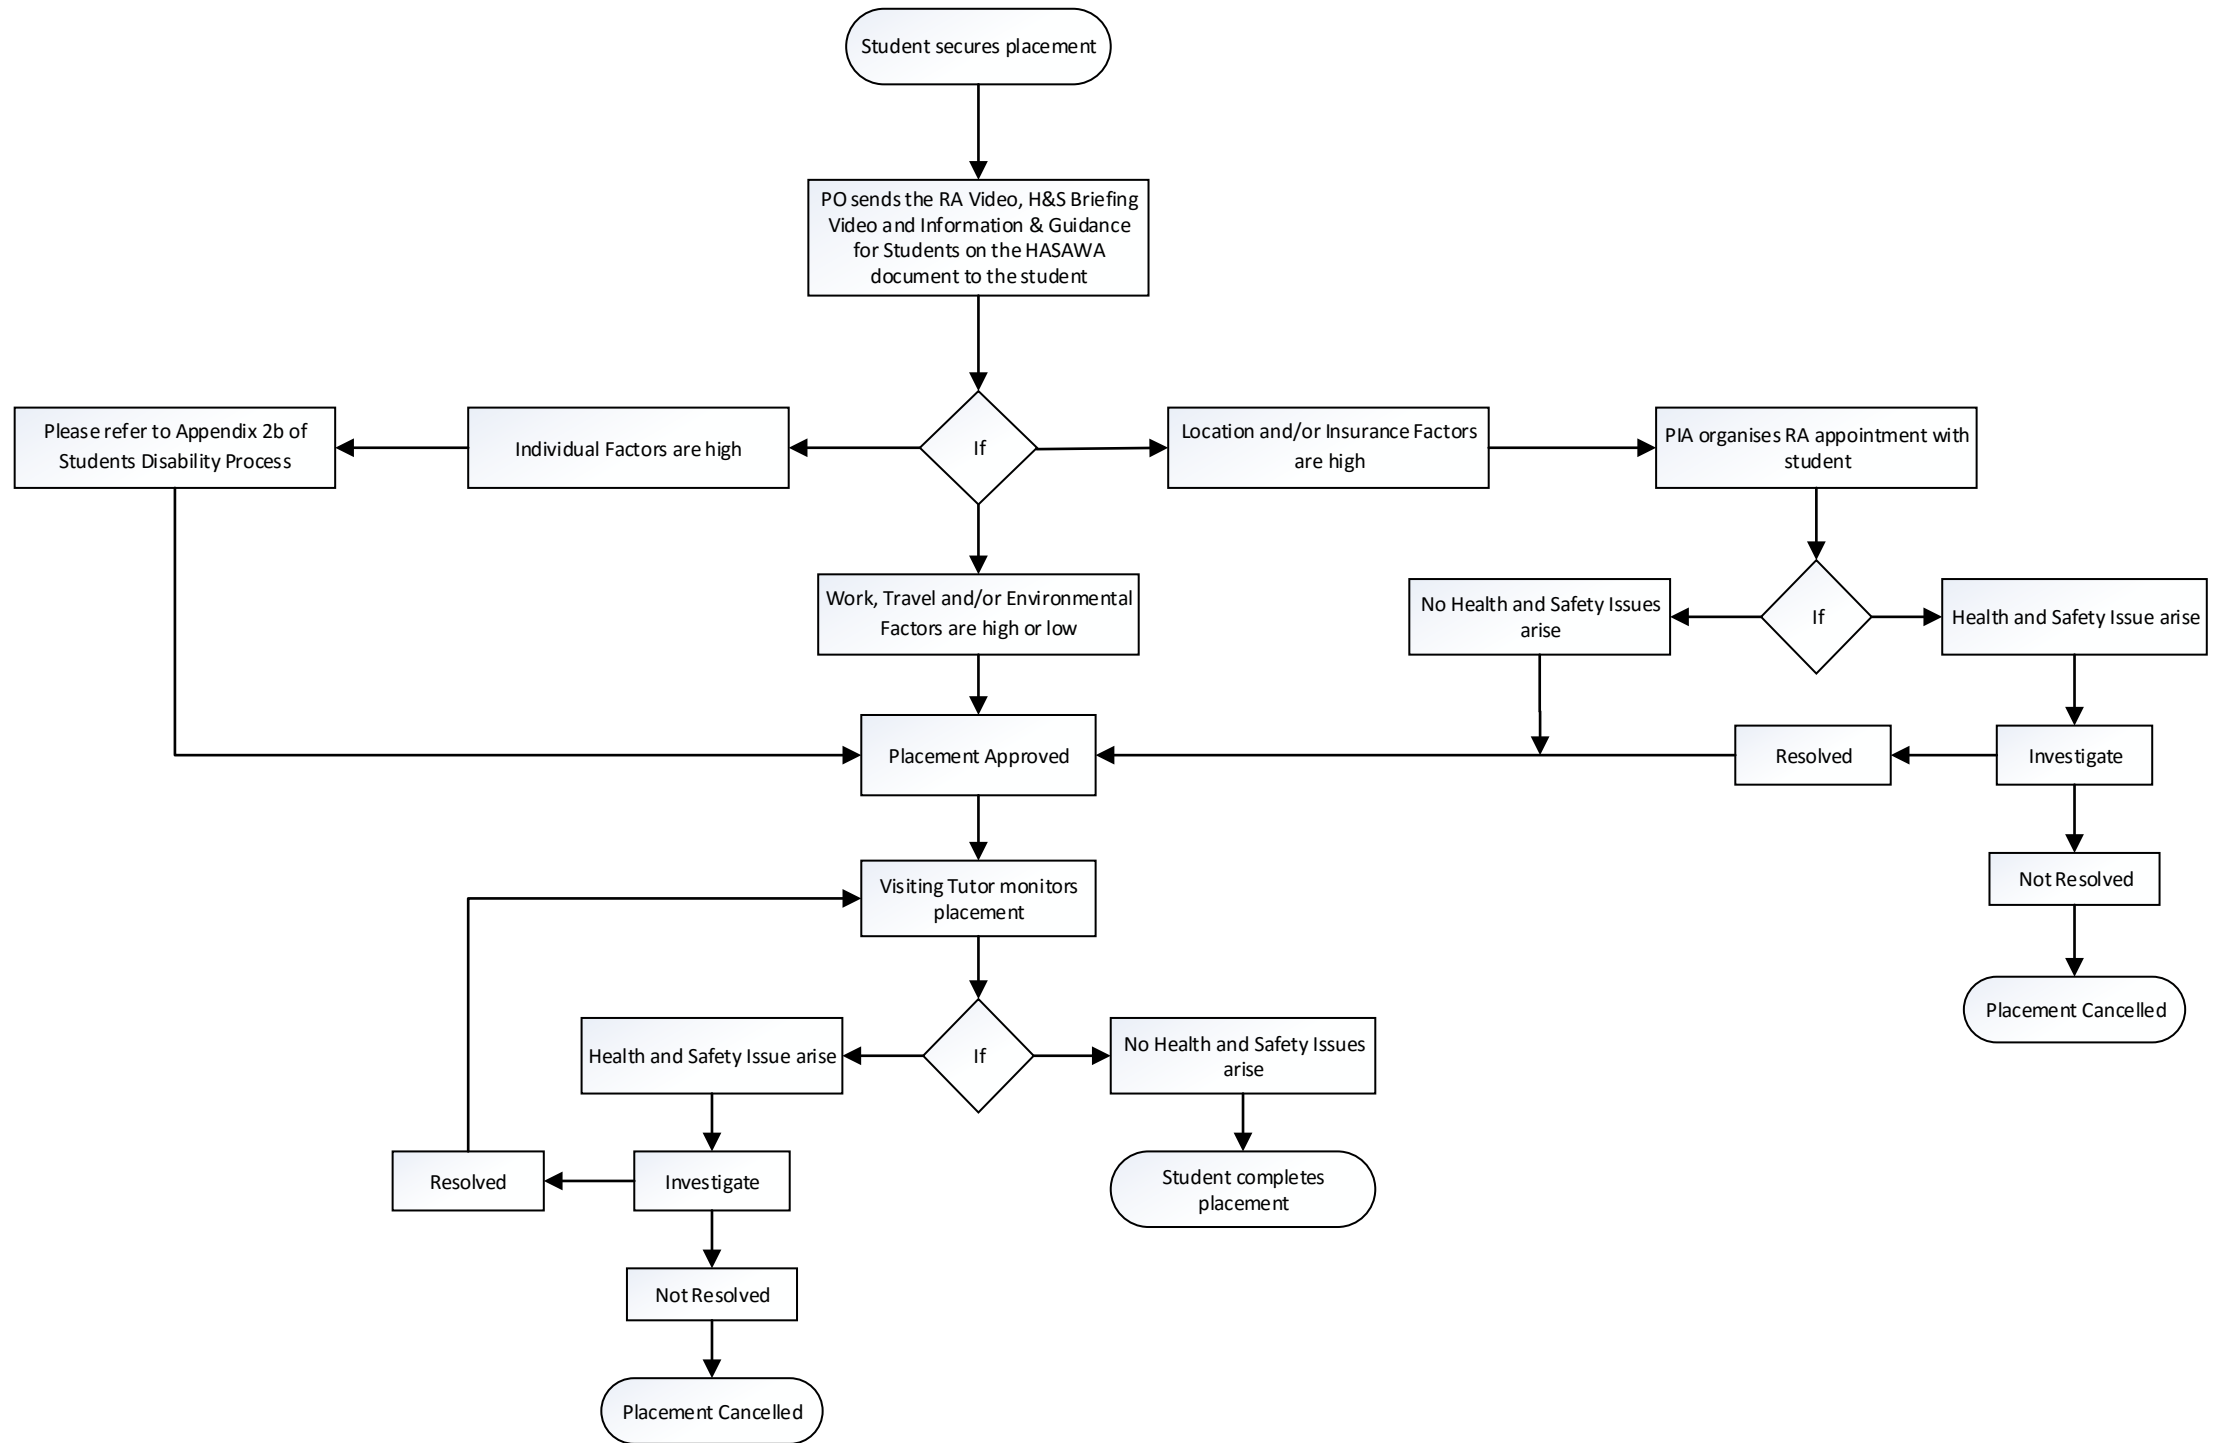 Student secures placement
PO sends the RA Video, H&S Briefing
Video and Information & Guidance
for Students on the HASAWA
document to the student
Please refer to Appendix 2b of
Students Disability Process
Individual Factors are high
If
Location and/or Insurance Factors
are high
PIA organises RA appointment with
student
Work, Travel and/or Environmental
Factors are high or low
No Health and Safety Issues
arise
If
Health and Safety Issue arise
Placement Approved
Resolved
Investigate
Not Resolved
Placement Cancelled
Visiting Tutor monitors
placement
Health and Safety Issue arise
If
No Health and Safety Issues
arise
Resolved
Investigate
Student completes
placement
Not Resolved
Placement Cancelled